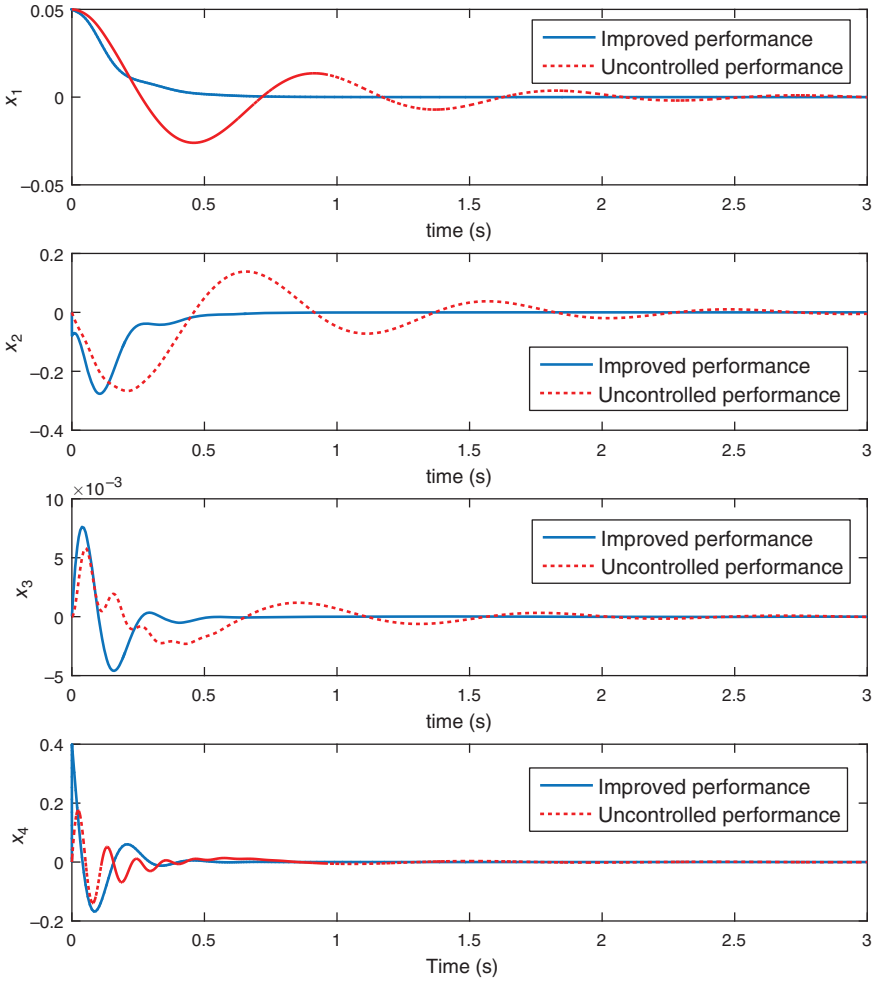 0.05
0
−0.05
x1
Improved performance
Uncontrolled performance
0 0.5 1 1.5 2 2.5 3
time (s)
0.2
0
−0.2
−0.4
x2
Improved performance
Uncontrolled performance
0 0.5 1 1.5 2 2.5 3
time (s)
×10−3
10
5
0
−5
x3
Improved performance
Uncontrolled performance
0 0.5 1 1.5 2 2.5 3
time (s)
0.4
0.2
0
−0.2
x4
Improved performance
Uncontrolled performance
0 0.5 1 1.5 2 2.5 3
Time (s)